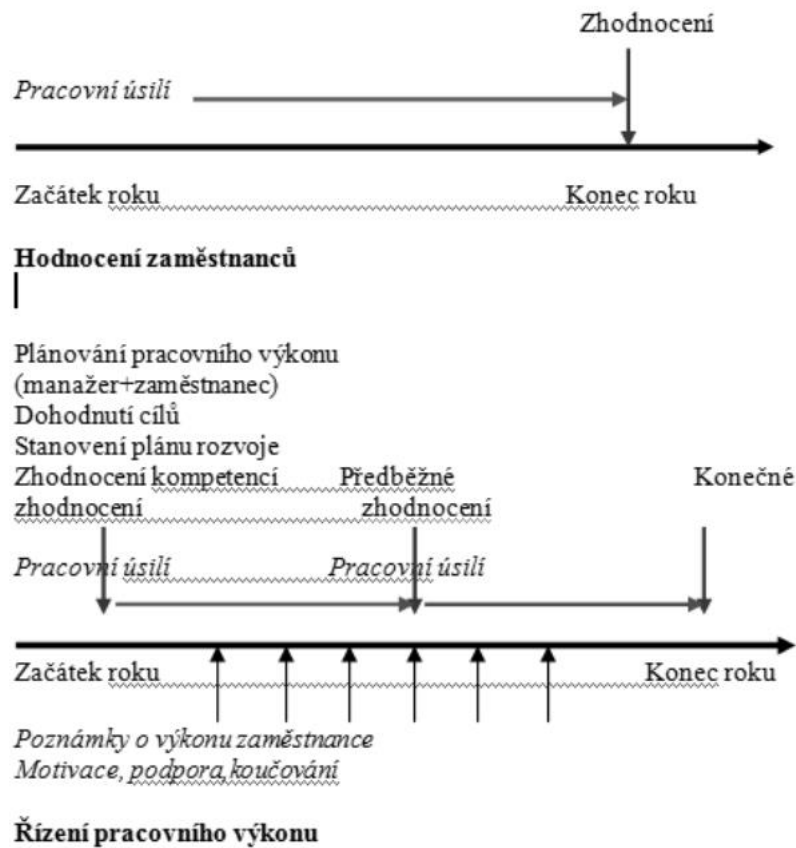 Zhodnocení
Pracovní úsilí
Začátek roku Konec roku
Hodnocení zaměstnanců
Plánování pracovního výkonu
(manažer+zaměstnanec)
Dohodnutí cílů
Stanovení plánu rozvoje
Zhodnocení kompetencí Předběžné Konečné
zhodnocení zhodnocení
Pracovní úsilí Pracovní úsilí
Začátek roku Konec roku
Poznámky o výkonu zaměstnance
Motivace, podpora,koučování
Řízení pracovního výkonu